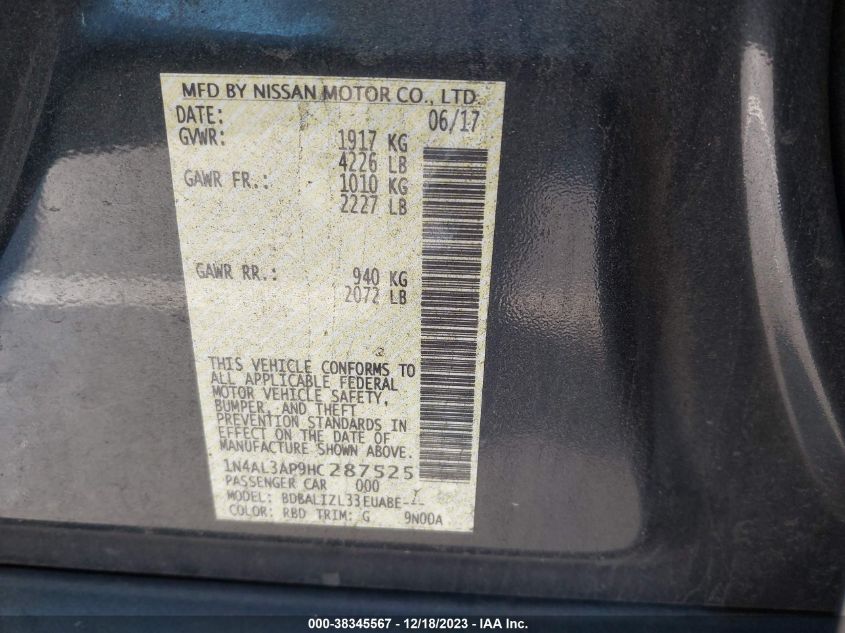 MFD BY NISSAN MOTOR CO., LTD.
DATE: 06/17
GVWR: 1917 KG
4226 LB
GAWR FR.: 1010 KG
2227 LB
GAWR RR.: 940 KG
2072 LB
THIS VEHICLE CONFORMS TO
ALL APPLICABLE FEDERAL
MOTOR VEHICLE SAFETY,
BUMPER, AND THEFT
PREVENTION STANDARDS IN
EFFECT ON THE DATE OF
MANUFACTURE SHOWN ABOVE.
1N4AL3AP9HC287525
PASSENGER CAR 000
MODEL: BDBALIZL33EUABE-
COLOR: RBD TRIM: G 9N00A
000-38345567 - 12/18/2023 - IAA Inc.